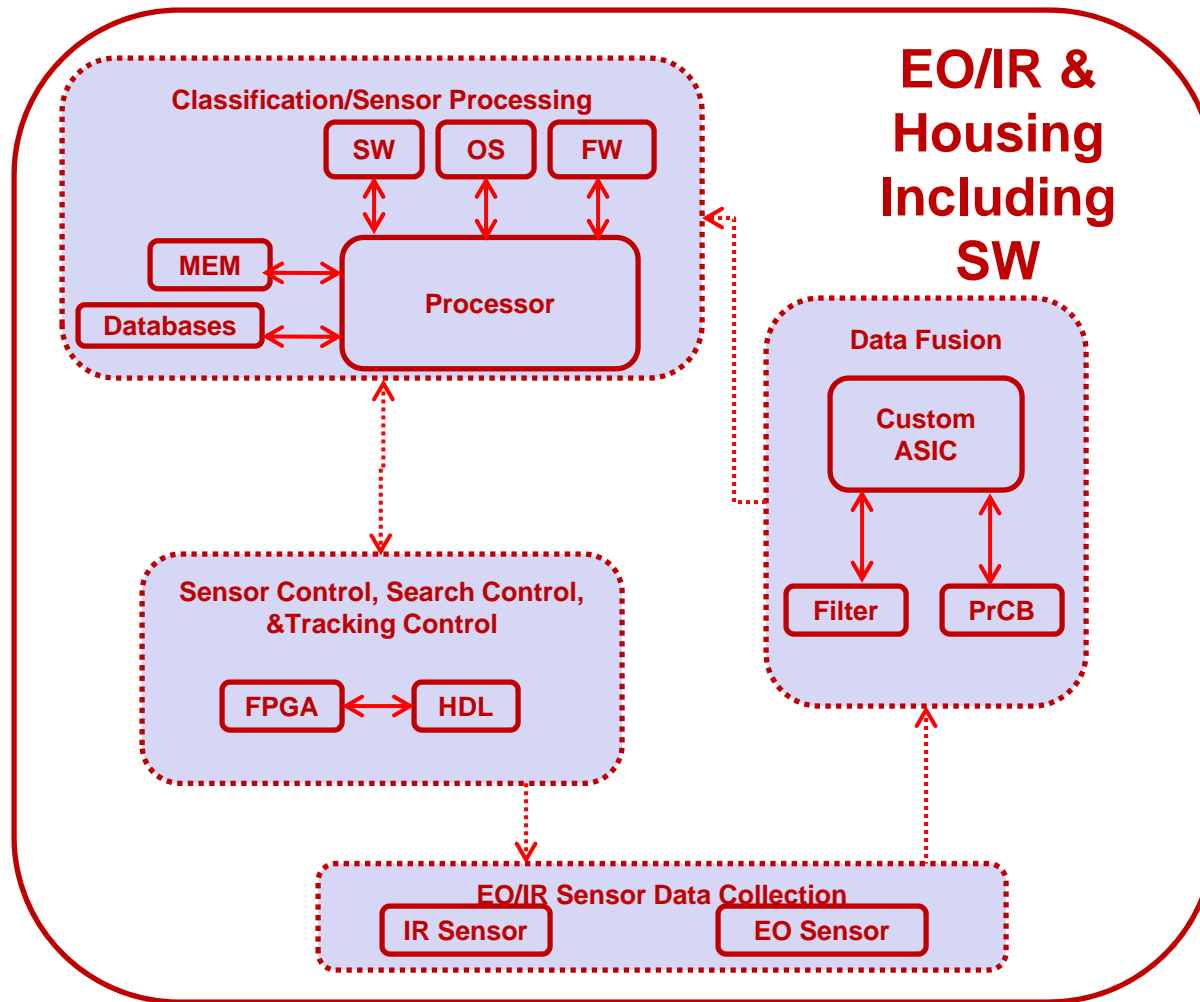 EO/IR &
Housing
Including
SW
Classification/Sensor Processing
SW
OS
FW
MEM
Processor
Databases
Data Fusion
Custom
ASIC
Filter
PrCB
Sensor Control, Search Control,
&Tracking Control
FPGA
HDL
EO/IR Sensor Data Collection
IR Sensor
EO Sensor